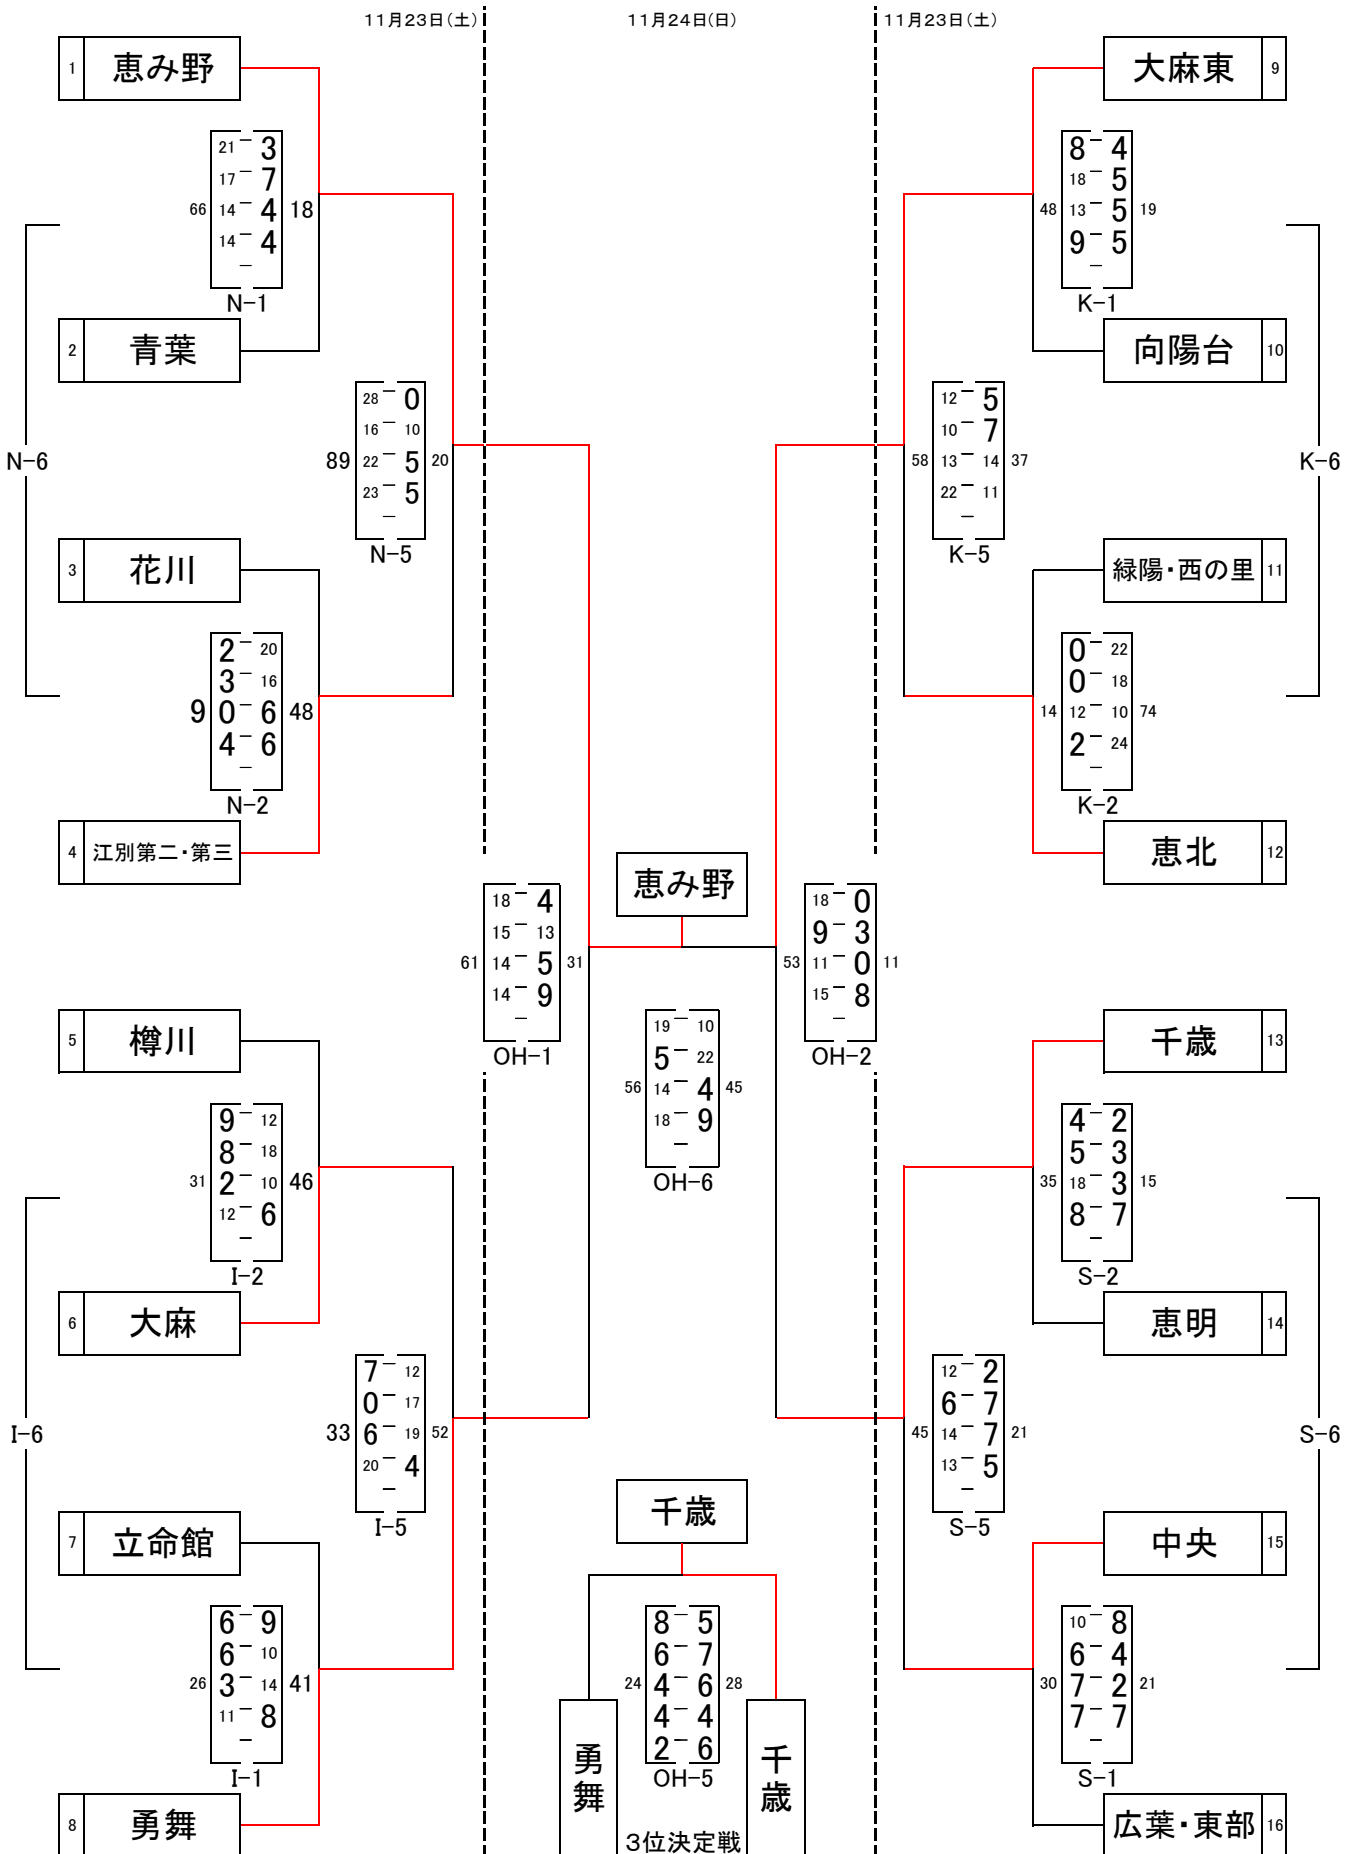 11月23日(土)
11月24日(日)
11月23日(土)
1 恵み野
21 - 3
17 - 7
66 14 - 4 18
14 - 4
-
N-1
2 青葉
28 - 0
16 - 10
89 22 - 5 20
23 - 5
-
N-5
N-6
3 花川
2 - 20
3 - 16
9 0 - 6 48
4 - 6
-
N-2
4 江別第二・第三
18 - 4
15 - 13
61 14 - 5 31
14 - 9
-
OH-1
5 樽川
9 - 12
8 - 18
31 2 - 10 46
12 - 6
-
I-2
6 大麻
7 - 12
0 - 17
33 6 - 19 52
20 - 4
-
I-5
I-6
7 立命館
6 - 9
6 - 10
26 3 - 14 41
11 - 8
-
I-1
8 勇舞
恵み野
19 - 10
5 - 22
56 14 - 4 45
18 - 9
-
OH-6
千歳
8 - 5
6 - 7
24 4 - 6 28
4 - 4
2 - 6
OH-5
勇舞
千歳
3位決定戦
大麻東 9
8 - 4
18 - 5
48 13 - 5 19
9 - 5
-
K-1
向陽台 10
12 - 5
10 - 7
58 13 - 14 37
22 - 11
-
K-5
K-6
緑陽・西の里 11
0 - 22
0 - 18
14 12 - 10 74
2 - 24
-
K-2
恵北 12
18 - 0
9 - 3
53 11 - 0 11
15 - 8
-
OH-2
千歳 13
4 - 2
5 - 3
35 18 - 3 15
8 - 7
-
S-2
恵明 14
12 - 2
6 - 7
45 14 - 7 21
13 - 5
-
S-5
S-6
中央 15
10 - 8
6 - 4
30 7 - 2 21
7 - 7
-
S-1
広葉・東部 16